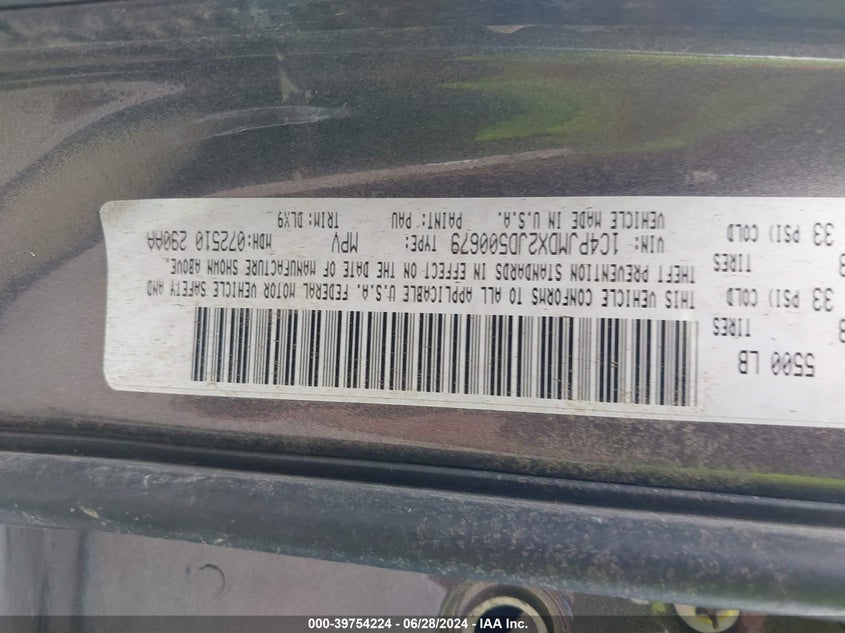 5500 LB
TIRES
33 PSI) COLD
TIRES
33 PSI) COLD
THIS VEHICLE CONFORMS TO ALL APPLICABLE U.S.A. FEDERAL MOTOR VEHICLE SAFETY AND
THEFT PREVENTION STANDARDS IN EFFECT ON THE DATE OF MANUFACTURE SHOWN ABOVE.
VIN: 1C4PJMDX2JD500679 TYPE: MPV MDH:072510 290AA
VEHICLE MADE IN U.S.A. PAINT: PAU TRIM:DLX9
000-39754224 - 06/28/2024 - IAA Inc.